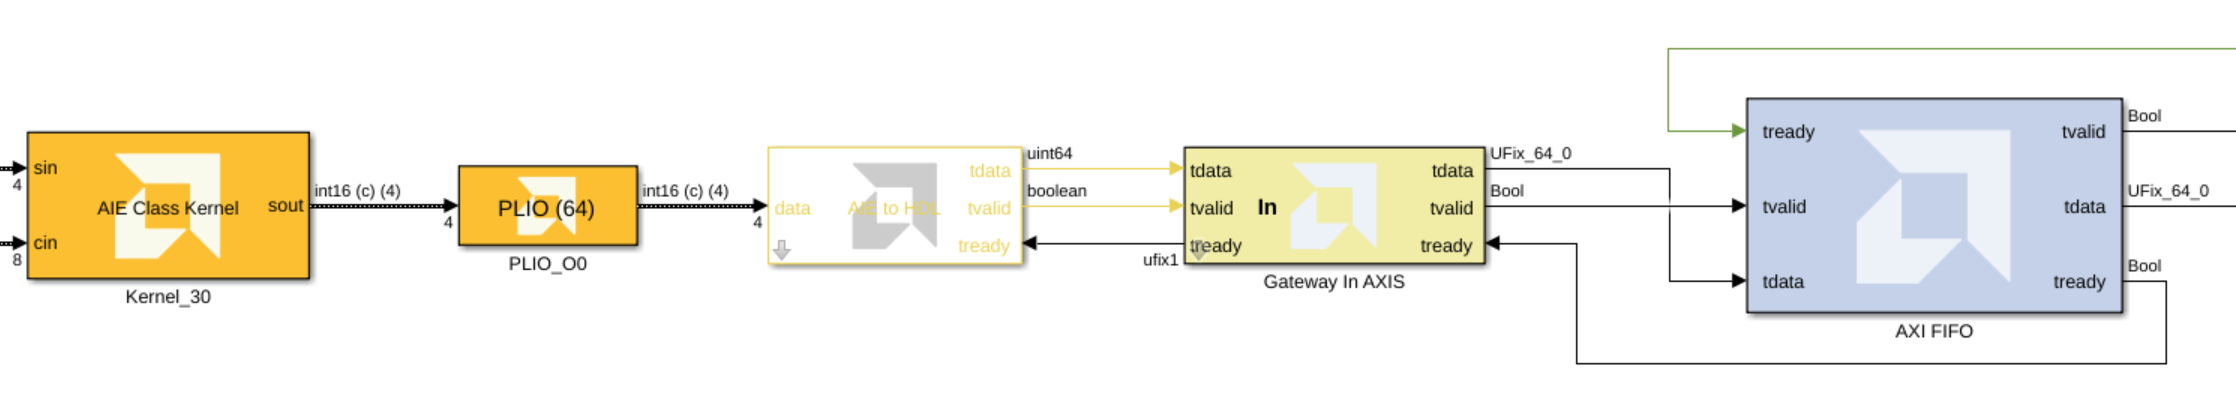 sin
4
cin
8
AIE Class Kernel
sout
Kernel_30
int16 (c) (4)
4
PLIO (64)
PLIO_O0
int16 (c) (4)
4
data
AIE to HDL
tdata
tvalid
tready
uint64
boolean
ufix1
tdata
tvalid
tready
In
tdata
tvalid
tready
Gateway In AXIS
UFix_64_0
Bool
tready
tvalid
tdata
tvalid
tdata
tready
AXI FIFO
Bool
UFix_64_0
Bool